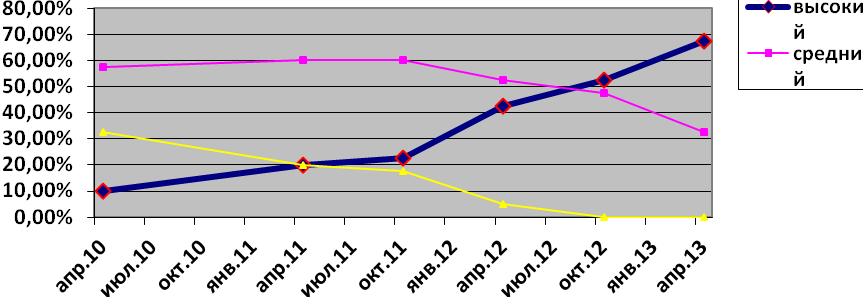 80,00%
70,00%
60,00%
50,00%
40,00%
30,00%
20,00%
10,00%
0,00%
апр.10
июл.10
окт.10
янв.11
апр.11
июл.11
окт.11
янв.12
апр.12
июл.12
окт.12
янв.13
апр.13
высоки
й
средни
й